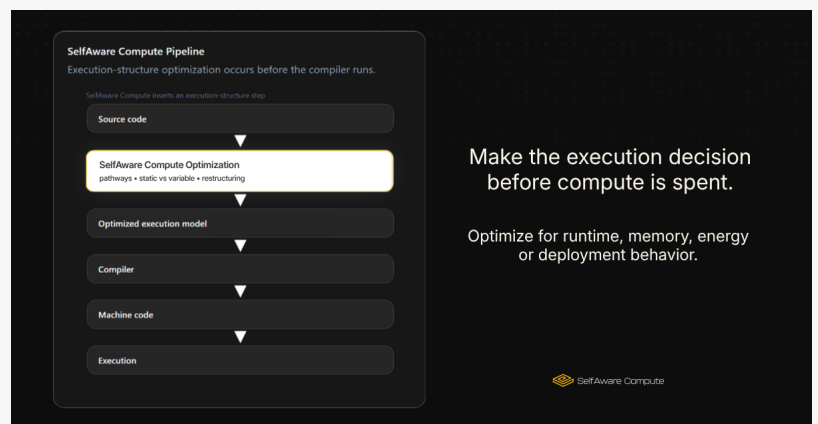 SelfAware Compute Pipeline
Execution-structure optimization occurs before the compiler runs.
SelfAware Compute inserts an execution-structure step
Source code
SelfAware Compute Optimization
pathways • static vs variable • restructuring
Optimized execution model
Compiler
Machine code
Execution
Make the execution decision
before compute is spent.
Optimize for runtime, memory, energy
or deployment behavior.
SelfAware Compute